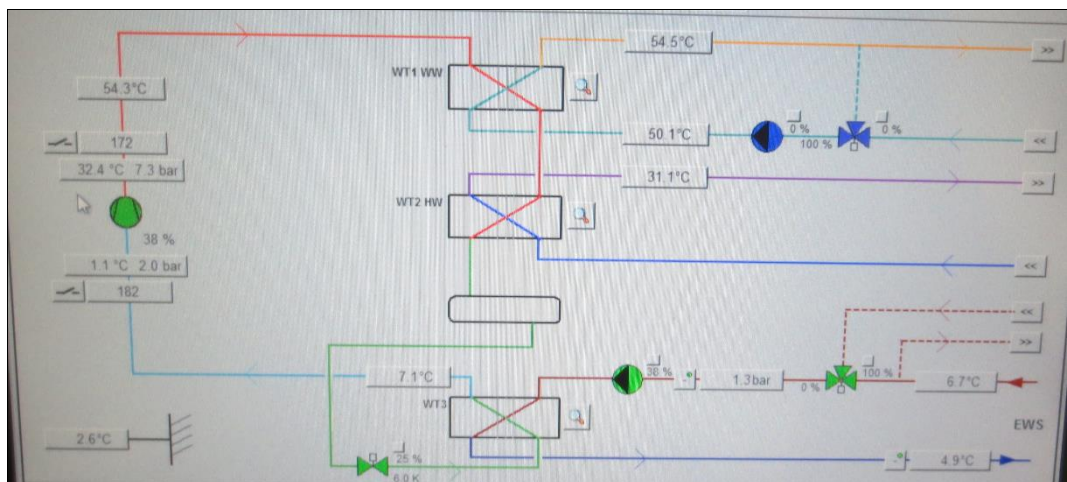 54.5°C
>>
WT1 WW
54.3°C
0 %
0 %
172
50.1°C
100 %
<<
32.4 °C 7.3 bar
31.1°C
>>
WT2 HW
38 %
1.1 °C 2.0 bar
<<
182
<<
>>
7.1°C
38 %
100 %
1.3bar
0 %
6.7°C
WT3
EWS
2.6°C
25 %
4.9°C
6.0 K